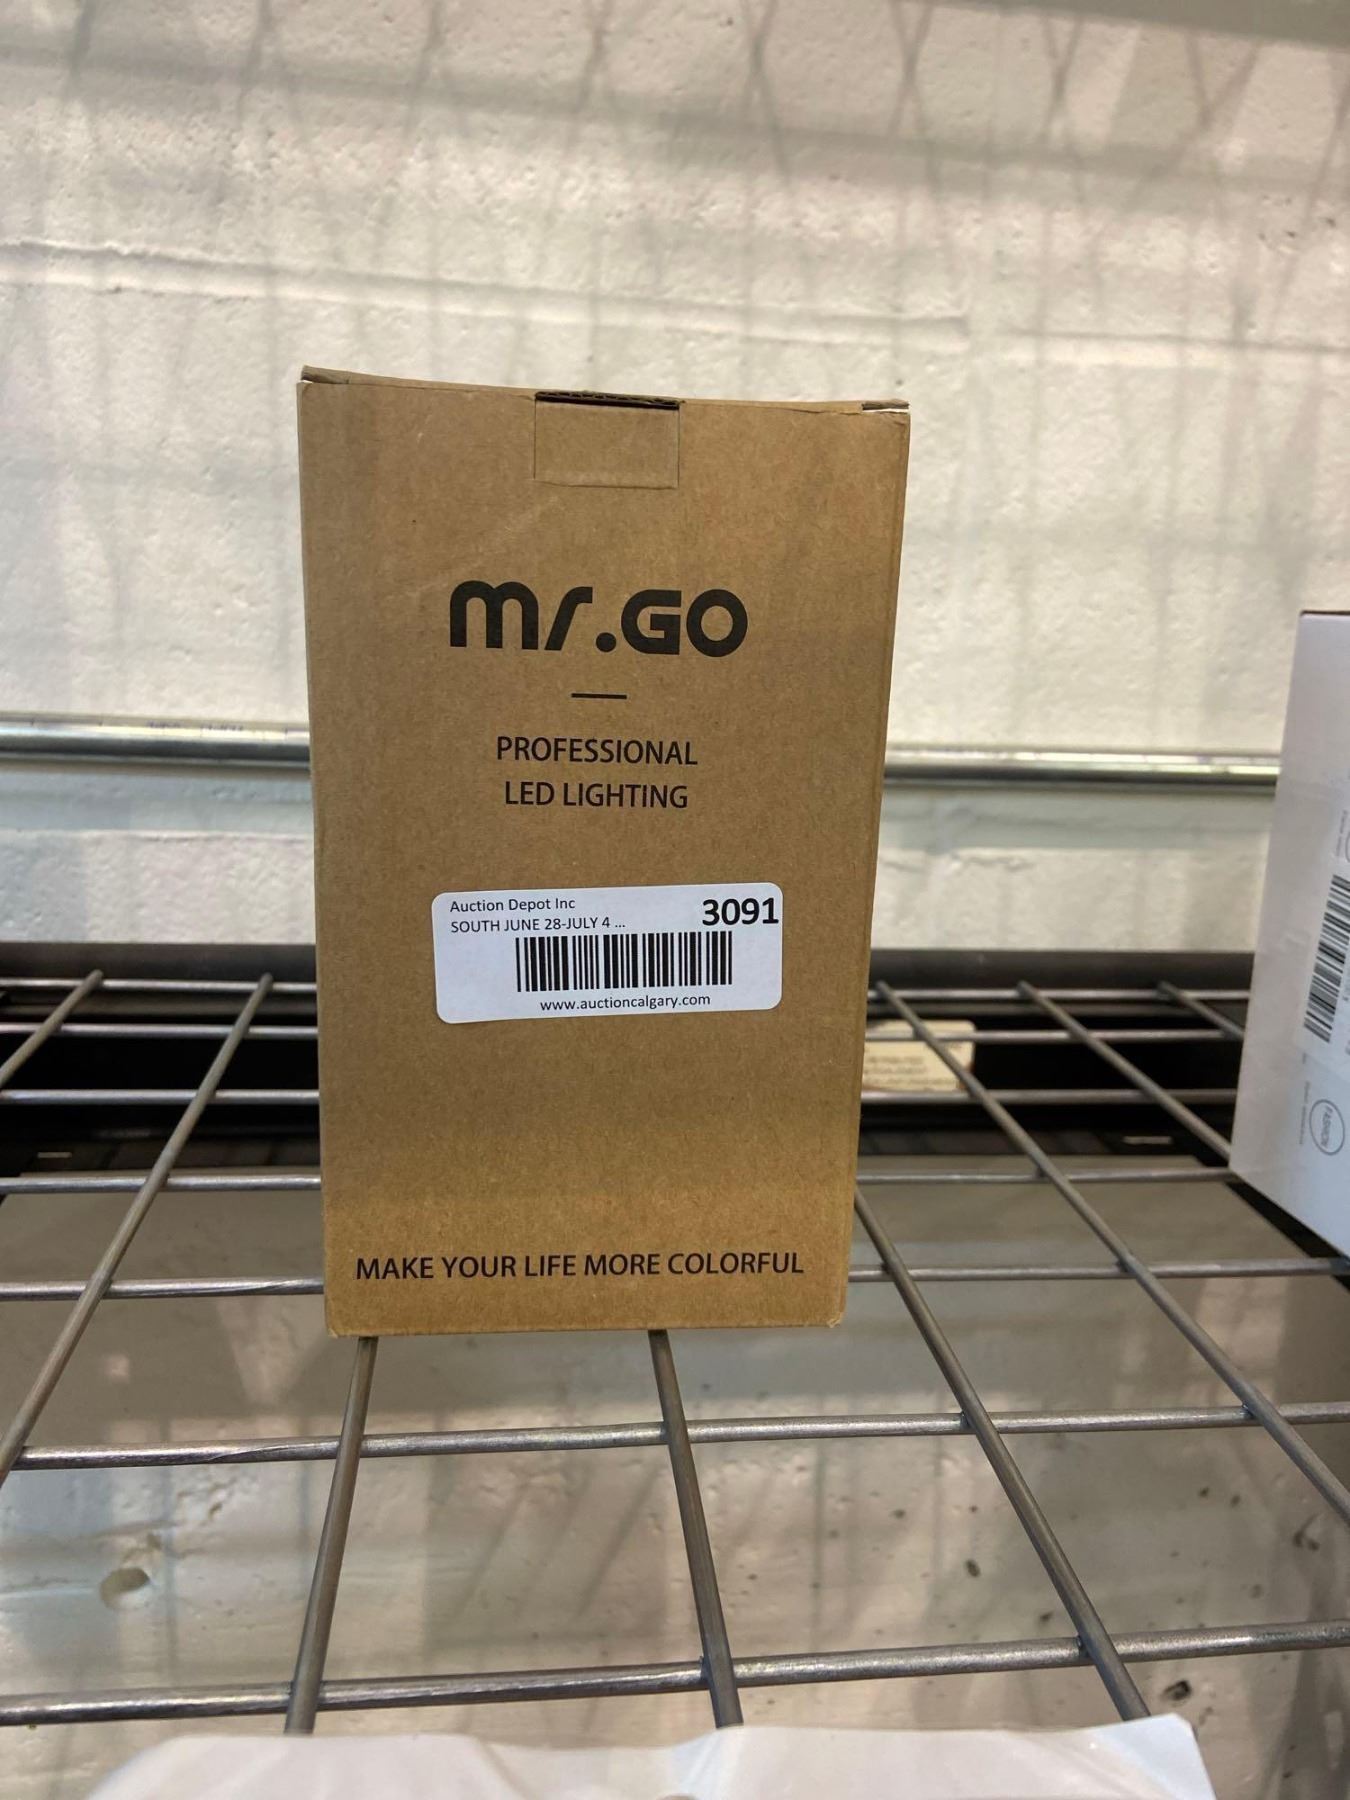 mr.GO
PROFESSIONAL
LED LIGHTING
Auction Depot Inc
SOUTH JUNE 28-JULY 4 ...
3091
www.auctioncalgary.com
MAKE YOUR LIFE MORE COLORFUL
FASHION